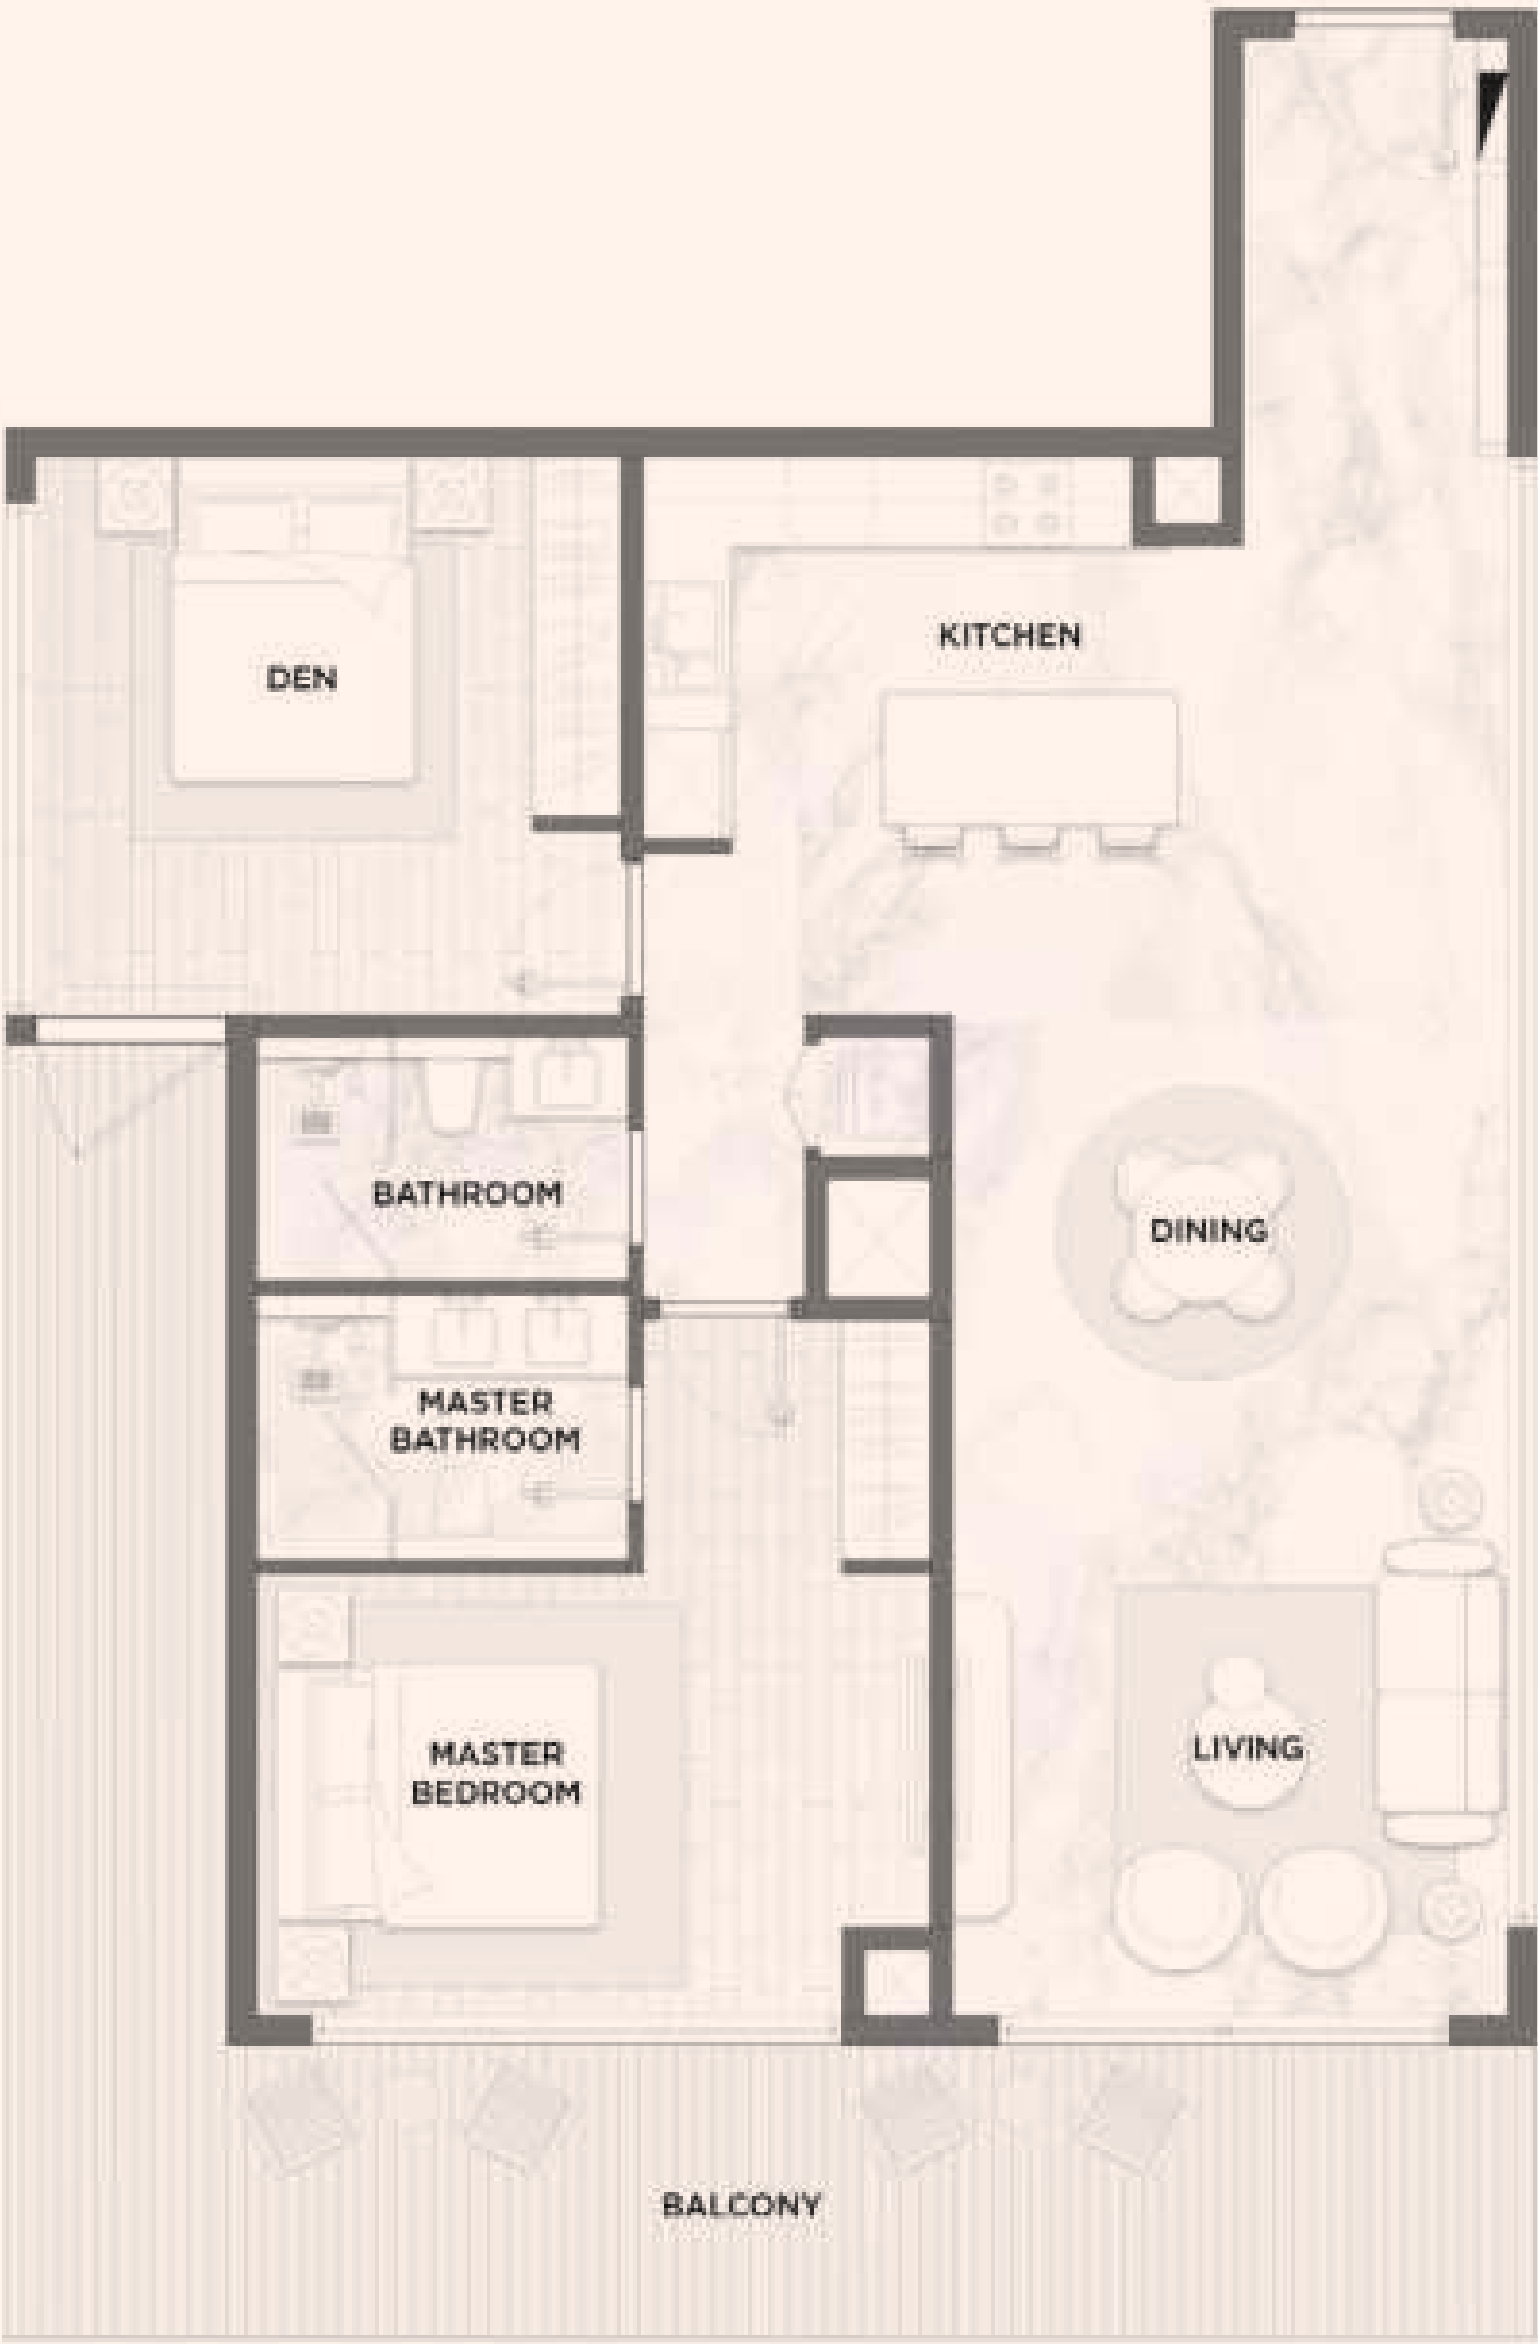 KITCHEN
DEN
BATHROOM
DINING
MASTER
BATHROOM
MASTER
BEDROOM
LIVING
BALCONY